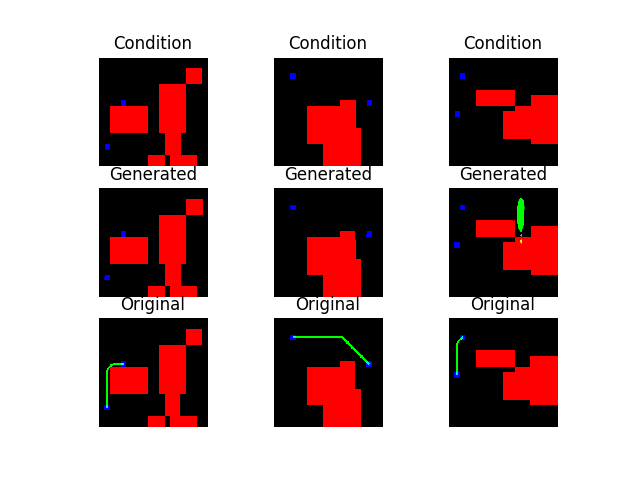 Condition Condition Condition
Generated Generated Generated
Original Original Original